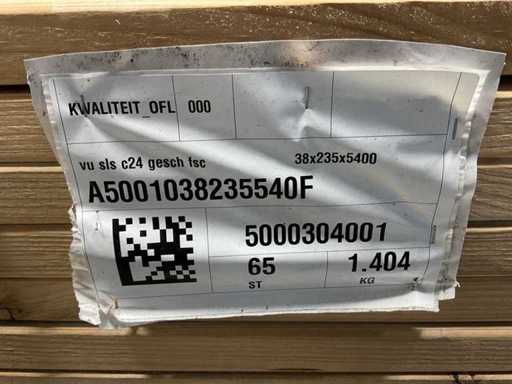 KWALITEIT_OFL 000
vu sls c24 gesch fsc 38x235x5400
A5001038235540F
5000304001
65 1.404
ST KG